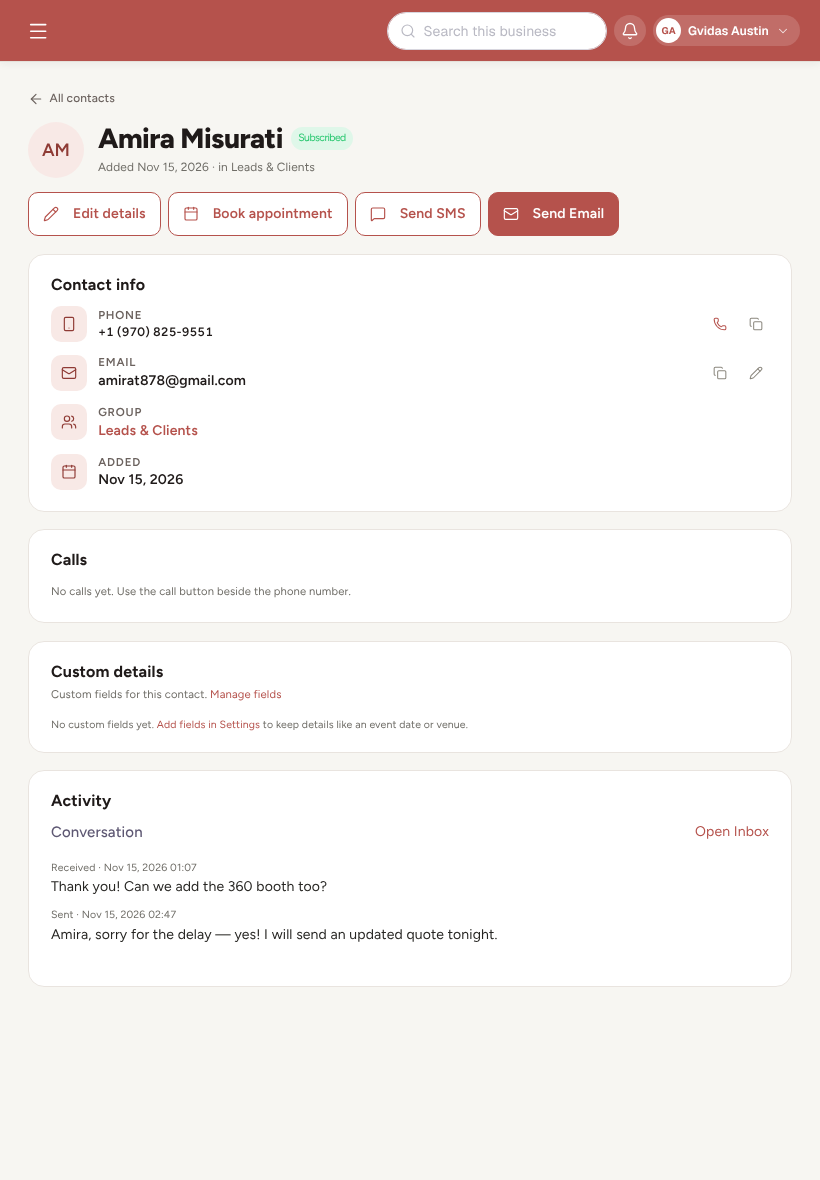 Search this business
GA
Gvidas Austin
All contacts
AM
Amira Misurati
Subscribed
Added Nov 15, 2026 · in Leads & Clients
Edit details
Book appointment
Send SMS
Send Email
Contact info
PHONE
+1 (970) 825-9551
EMAIL
amirat878@gmail.com
GROUP
Leads & Clients
ADDED
Nov 15, 2026
Calls
No calls yet. Use the call button beside the phone number.
Custom details
Custom fields for this contact. Manage fields
No custom fields yet. Add fields in Settings to keep details like an event date or venue.
Activity
Conversation
Open Inbox
Received · Nov 15, 2026 01:07
Thank you! Can we add the 360 booth too?
Sent · Nov 15, 2026 02:47
Amira, sorry for the delay — yes! I will send an updated quote tonight.